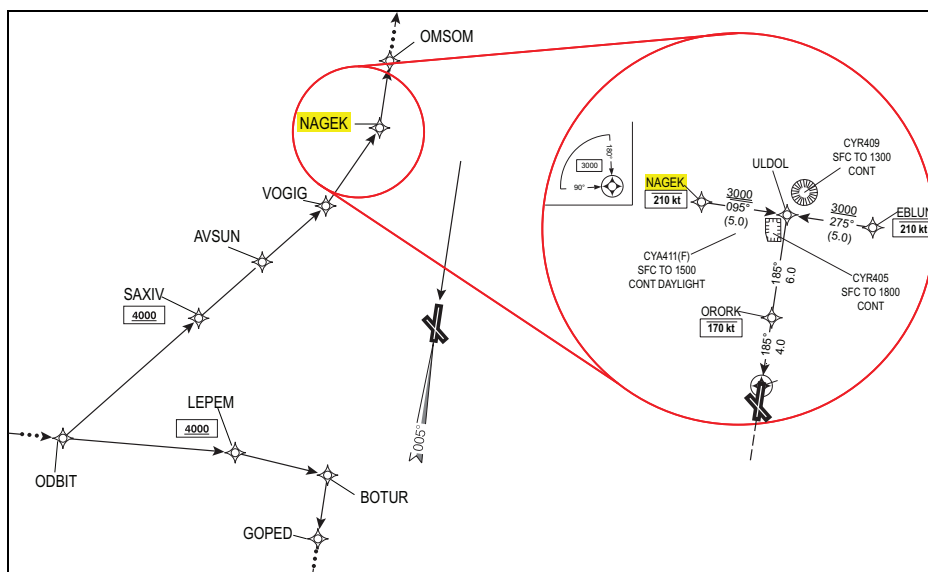 OMSOM
NAGEK
VOGIG
AVSUN
SAXIV
4000
LEPEM
4000
ODBIT
BOTUR
GOPED
005°
180°
3000
90°
NAGEK
210 kt
3000
095°
(5.0)
ULDOL
CYR409
SFC TO 1300
CONT
3000
275°
(5.0)
EBLUN
210 kt
CYA411(F)
SFC TO 1500
CONT DAYLIGHT
CYR405
SFC TO 1800
CONT
185°
6.0
ORORK
170 kt
185°
4.0